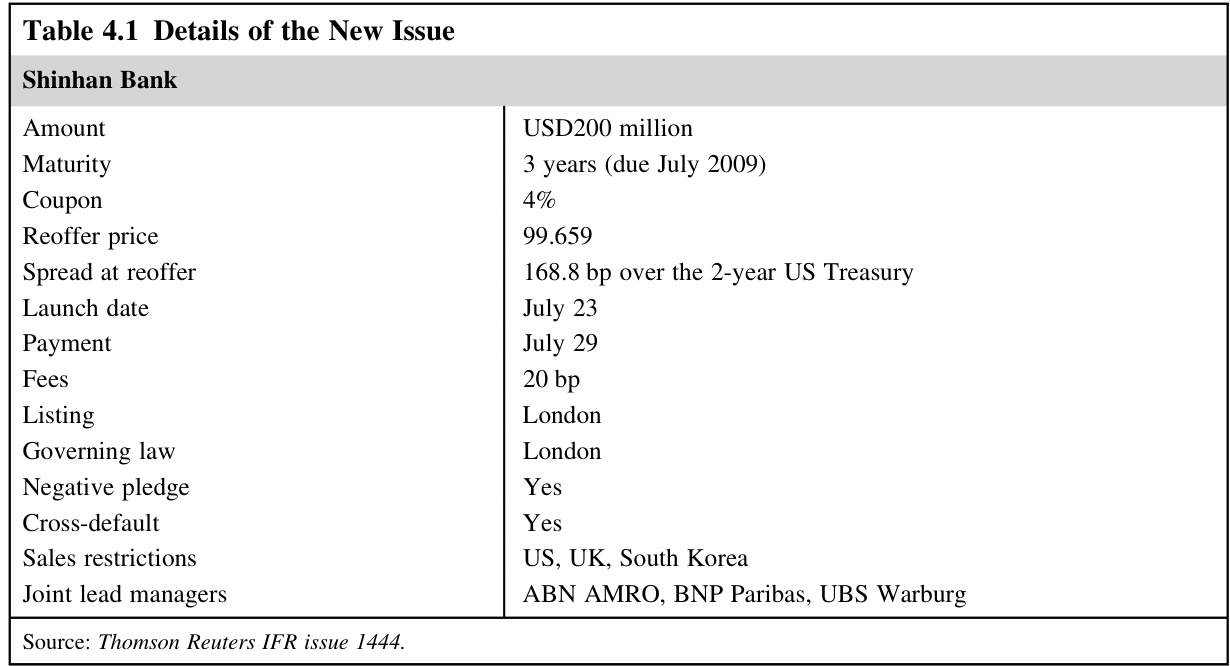 Table 4.1 Details of the New Issue
Shinhan Bank
Amount USD200 million
Maturity 3 years (due July 2009)
Coupon 4%
Reoffer price 99.659
Spread at reoffer 168.8 bp over the 2-year US Treasury
Launch date July 23
Payment July 29
Fees 20 bp
Listing London
Governing law London
Negative pledge Yes
Cross-default Yes
Sales restrictions US, UK, South Korea
Joint lead managers ABN AMRO, BNP Paribas, UBS Warburg
Source: Thomson Reuters IFR issue 1444.